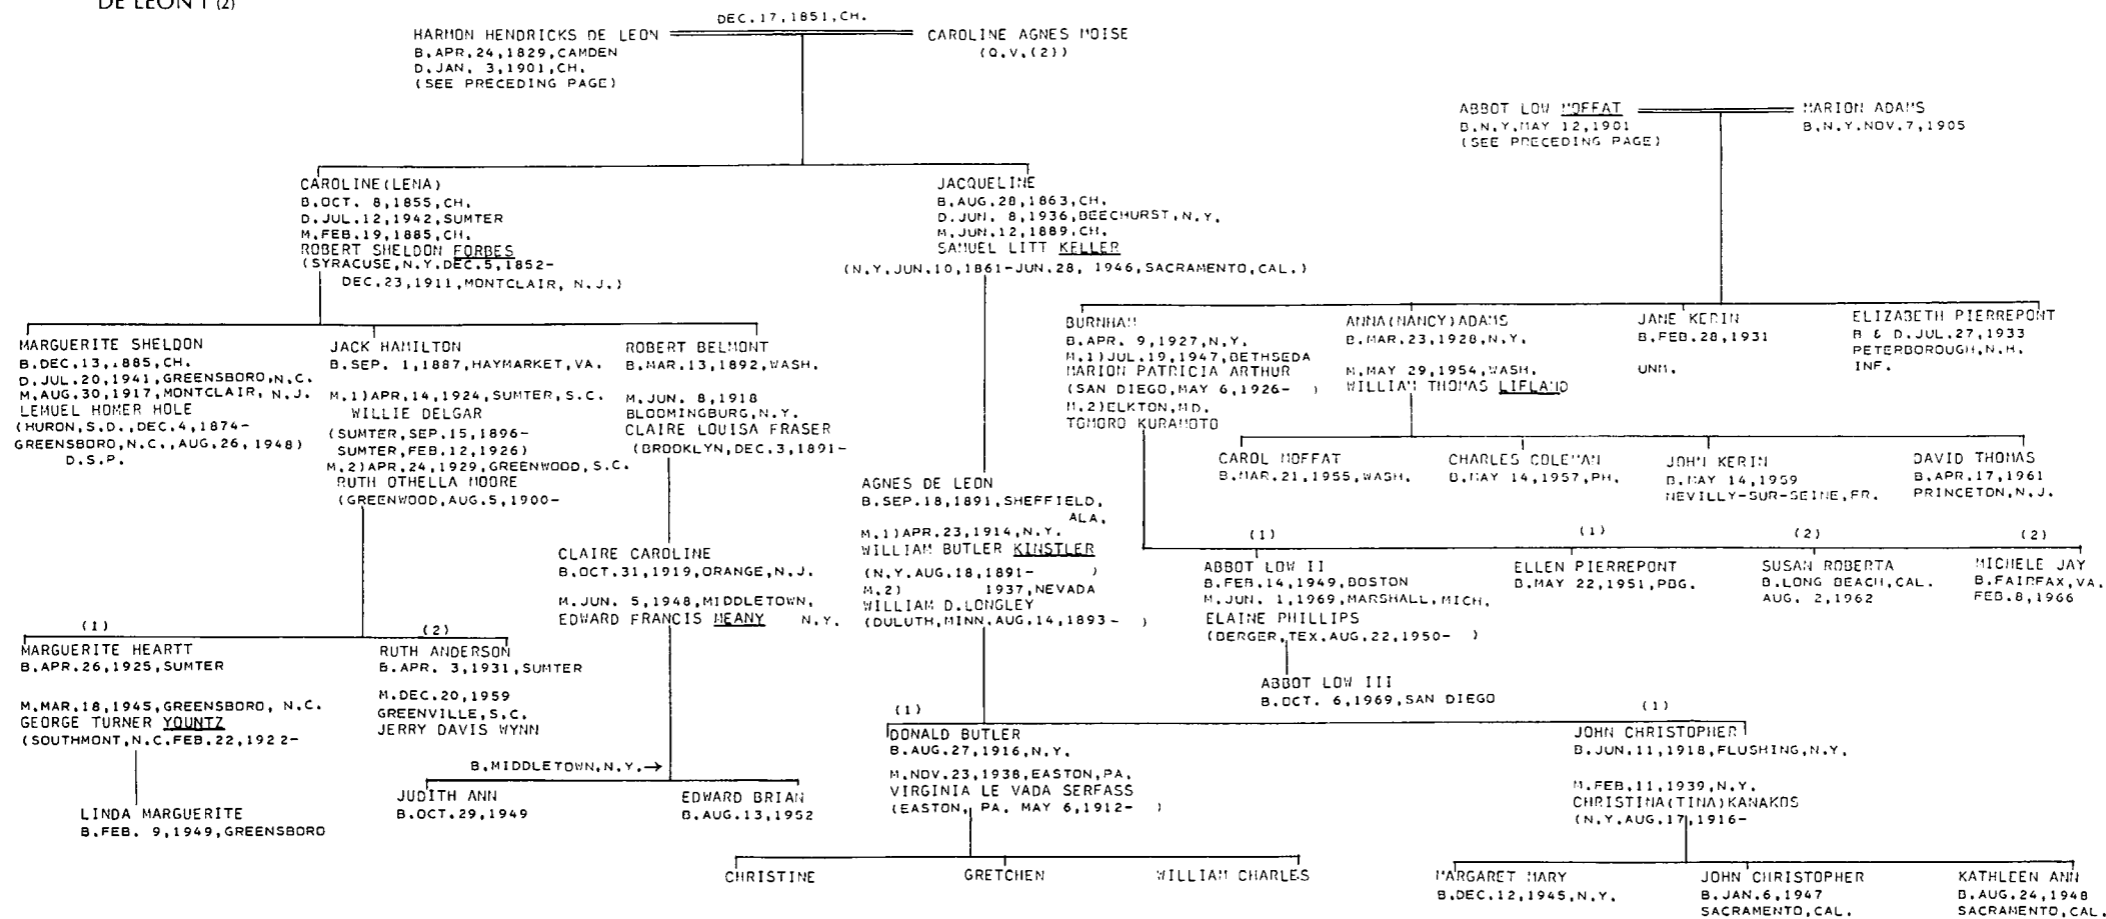 DE LEON I (2)
DEC.17,1851,CH.
HARMON HENDRICKS DE LEON
B.APR.24,1829,CAMDEN
D.JAN. 3,1901,CH.
(SEE PRECEDING PAGE)
CAROLINE AGNES MOISE
(Q.V.(2))
ABBOT LOW MOFFAT
B.N.Y.MAY 12,1901
(SEE PRECEDING PAGE)
MARION ADAMS
B.N.Y.NOV.7,1905
CAROLINE(LENA)
B.OCT. 8,1855,CH.
D.JUL.12,1942,SUMTER
M.FEB.19,1885,CH.
ROBERT SHELDON FORBES
(SYRACUSE,N.Y.DEC.5,1852-
DEC.23,1911,MONTCLAIR, N.J.)
JACQUELINE
B.AUG.28,1863,CH.
D.JUN. 8,1936,BEECHURST,N.Y.
M.JUN.12,1889,CH.
SAMUEL LITT KELLER
(N.Y.JUN.10,1861-JUN.28, 1946,SACRAMENTO,CAL.)
MARGUERITE SHELDON
B.DEC.13,.885,CH.
D.JUL.20,1941,GREENSBORO,N.C.
M.AUG.30,1917,MONTCLAIR, N.J.
LEMUEL HOMER HOLE
(HURON,S.D.,DEC.4,1874-
GREENSBORO,N.C.,AUG.26,1948)
D.S.P.
JACK HAMILTON
B.SEP. 1,1887,HAYMARKET,VA.
M.1)APR.14,1924,SUMTER,S.C.
WILLIE DELGAR
(SUMTER,SEP.15,1896-
SUMTER,FEB.12,1926)
M.2)APR.24,1929,GREENWOOD,S.C.
RUTH OTHELLA MOORE
(GREENWOOD,AUG.5,1900-
ROBERT BELMONT
B.MAR.13,1892,WASH.
M.JUN. 8,1918
BLOOMINGBURG,N.Y.
CLAIRE LOUISA FRASER
(BROOKLYN,DEC.3,1891-
BURNHAM
B.APR. 9,1927,N.Y.
M.1)JUL.19,1947,BETHSEDA
MARION PATRICIA ARTHUR
(SAN DIEGO,MAY 6,1926- )
M.2)ELKTON,MD.
TOMORO KURAMOTO
ANNA(NANCY)ADAMS
B.MAR.23,1928,N.Y.
M.MAY 29,1954,WASH.
WILLIAM THOMAS LIFLAND
JANE KERIN
B.FEB.28,1931
UNM.
ELIZABETH PIERREPONT
B & D.JUL.27,1933
PETERBOROUGH,N.H.
INF.
CAROL MOFFAT
B.MAR.21,1955,WASH.
CHARLES COLEMAN
B.MAY 14,1957,PH.
JOHN KERIN
B.MAY 14,1959
NEVILLY-SUR-SEINE,FR.
DAVID THOMAS
B.APR.17,1961
PRINCETON,N.J.
AGNES DE LEON
B.SEP.18,1891,SHEFFIELD,
ALA.
M.1)APR.23,1914,N.Y.
WILLIAM BUTLER KINSTLER
(N.Y.AUG.18,1891- )
M.2) 1937,NEVADA
WILLIAM D.LONGLEY
(DULUTH,MINN.AUG.14,1893- )
CLAIRE CAROLINE
B.OCT.31,1919,ORANGE,N.J.
M.JUN. 5,1948,MIDDLETOWN,
EDWARD FRANCIS MEANY N.Y.
(1)
ABBOT LOW II
B.FEB.14,1949,BOSTON
M.JUN. 1,1969,MARSHALL,MICH.
ELAINE PHILLIPS
(BERGER,TEX.AUG.22,1950- )
(1)
ELLEN PIERREPONT
B.MAY 22,1951,PBG.
(2)
SUSAN ROBERTA
B.LONG BEACH,CAL.
AUG. 2,1962
(2)
MICHELE JAY
B.FAIRFAX,VA.
FEB.8,1966
ABBOT LOW III
B.OCT. 6,1969,SAN DIEGO
(1)
MARGUERITE HEARTT
B.APR.26,1925,SUMTER
M.MAR.18,1945,GREENSBORO, N.C.
GEORGE TURNER YOUNTZ
(SOUTHMONT,N.C.FEB.22,1922-
(2)
RUTH ANDERSON
B.APR. 3,1931,SUMTER
M.DEC.20,1959
GREENVILLE,S.C.
JERRY DAVIS WYNN
(1)
DONALD BUTLER
B.AUG.27,1916,N.Y.
M.NOV.23,1938,EASTON,PA.
VIRGINIA LE VADA SERFASS
(EASTON, PA. MAY 6,1912- )
(1)
JOHN CHRISTOPHER
B.JUN.11,1918,FLUSHING,N.Y.
M.FEB.11,1939,N.Y.
CHRISTINA(TINA)KANAKOS
(N.Y.AUG.17,1916-
B.MIDDLETOWN,N.Y.→
LINDA MARGUERITE
B.FEB. 9,1949,GREENSBORO
JUDITH ANN
B.OCT.29,1949
EDWARD BRIAN
B.AUG.13,1952
CHRISTINE
GRETCHEN
WILLIAM CHARLES
MARGARET MARY
B.DEC.12,1945,N.Y.
JOHN CHRISTOPHER
B.JAN.6,1947
SACRAMENTO,CAL.
KATHLEEN ANN
B.AUG.24,1948
SACRAMENTO,CAL.